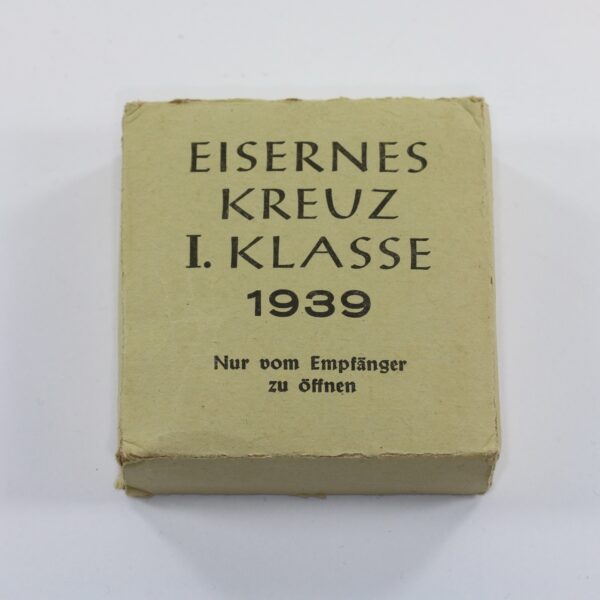 EISERNES
KREUZ
I. KLASSE
1939
Nur vom Empfänger
zu öffnen